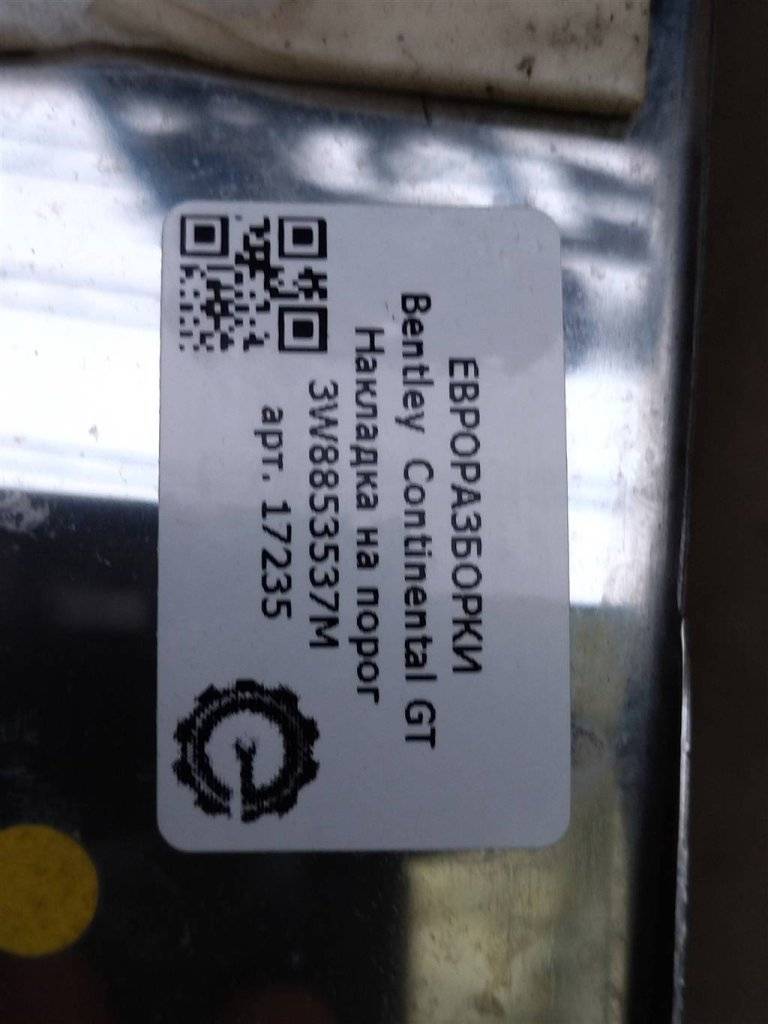 ЕВРОРАЗБОРКИ
Bentley Continental GT
Накладка на порог
3W8853537M
арт. 17235